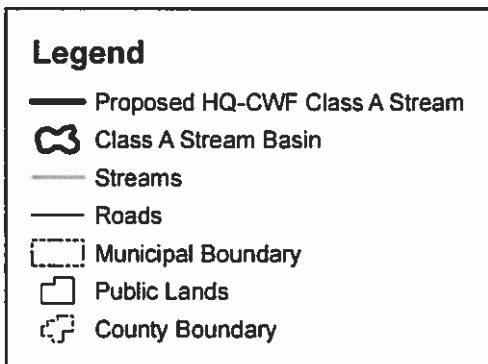 Legend
Proposed HQ-CWF Class A Stream
Class A Stream Basin
Streams
Roads
Municipal Boundary
Public Lands
County Boundary